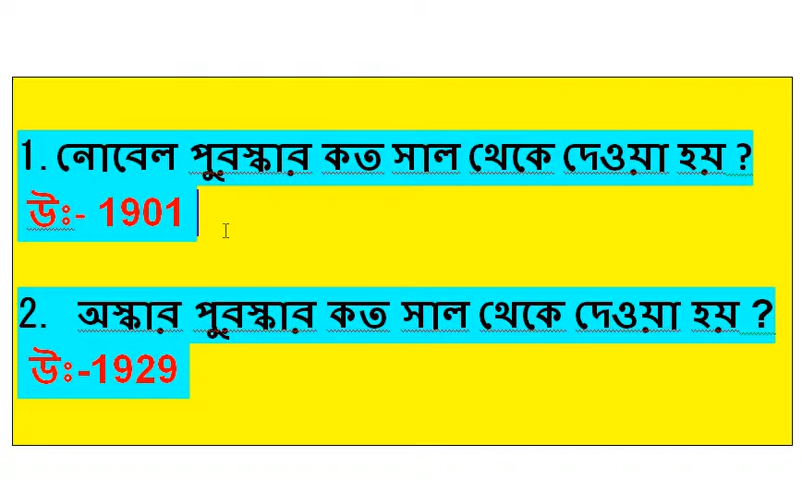 1. নোবেল পুরস্কার কত সাল থেকে দেওয়া হয় ?
উঃ- 1901
2. অস্কার পুরস্কার কত সাল থেকে দেওয়া হয় ?
উঃ-1929